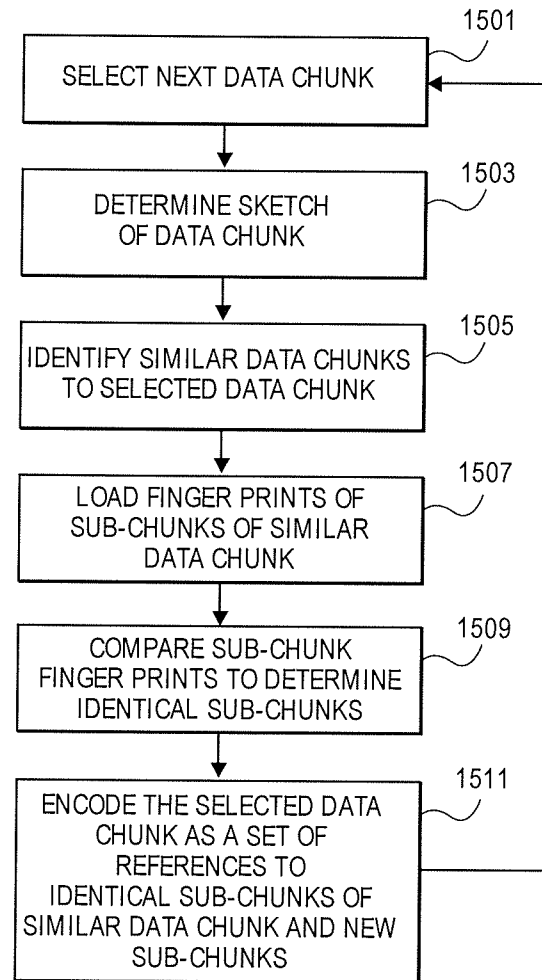 1501
SELECT NEXT DATA CHUNK
1503
DETERMINE SKETCH
OF DATA CHUNK
1505
IDENTIFY SIMILAR DATA CHUNKS
TO SELECTED DATA CHUNK
1507
LOAD FINGER PRINTS OF
SUB-CHUNKS OF SIMILAR
DATA CHUNK
1509
COMPARE SUB-CHUNK
FINGER PRINTS TO DETERMINE
IDENTICAL SUB-CHUNKS
1511
ENCODE THE SELECTED DATA
CHUNK AS A SET OF
REFERENCES TO
IDENTICAL SUB-CHUNKS OF
SIMILAR DATA CHUNK AND NEW
SUB-CHUNKS